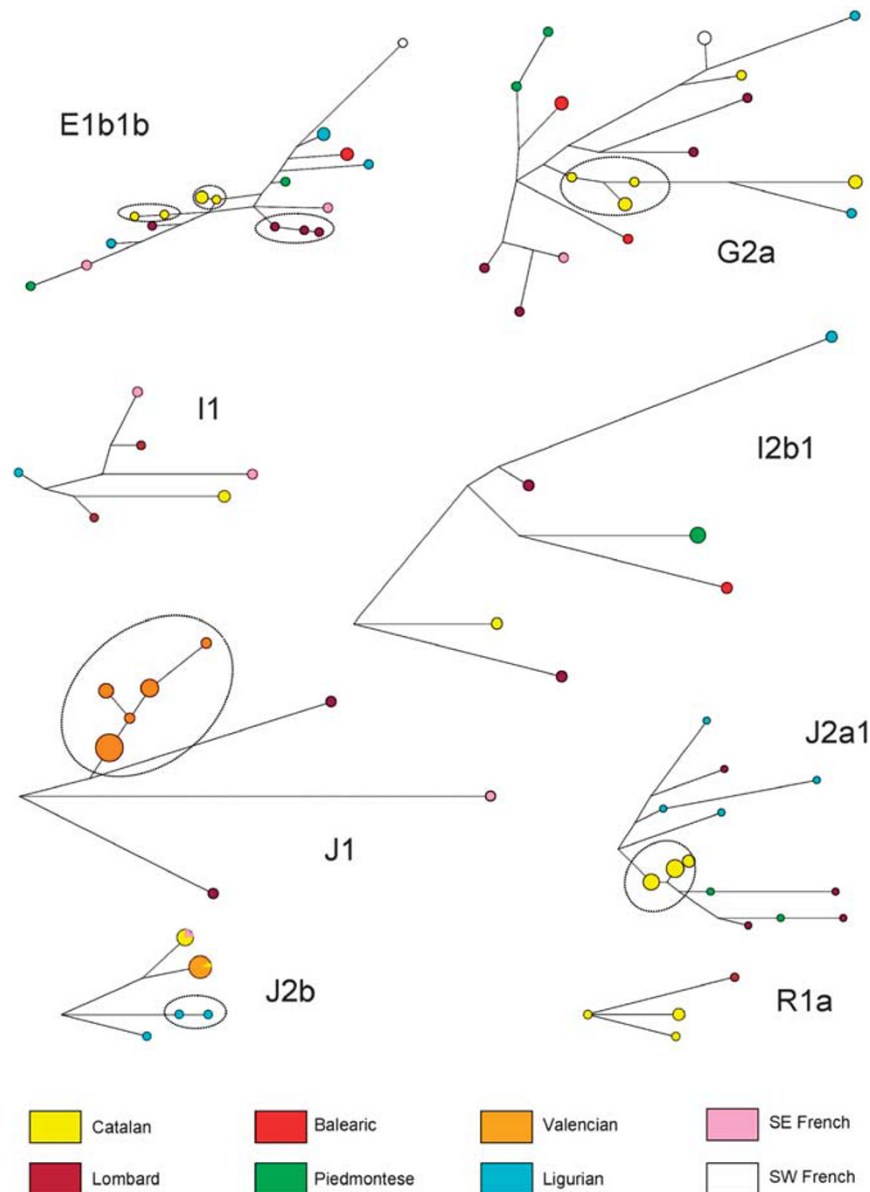 E1b1b
G2a
I1
I2b1
J1
J2a1
J2b
R1a
Catalan
Balearic
Valencian
SE French
Lombard
Piedmontese
Ligurian
SW French